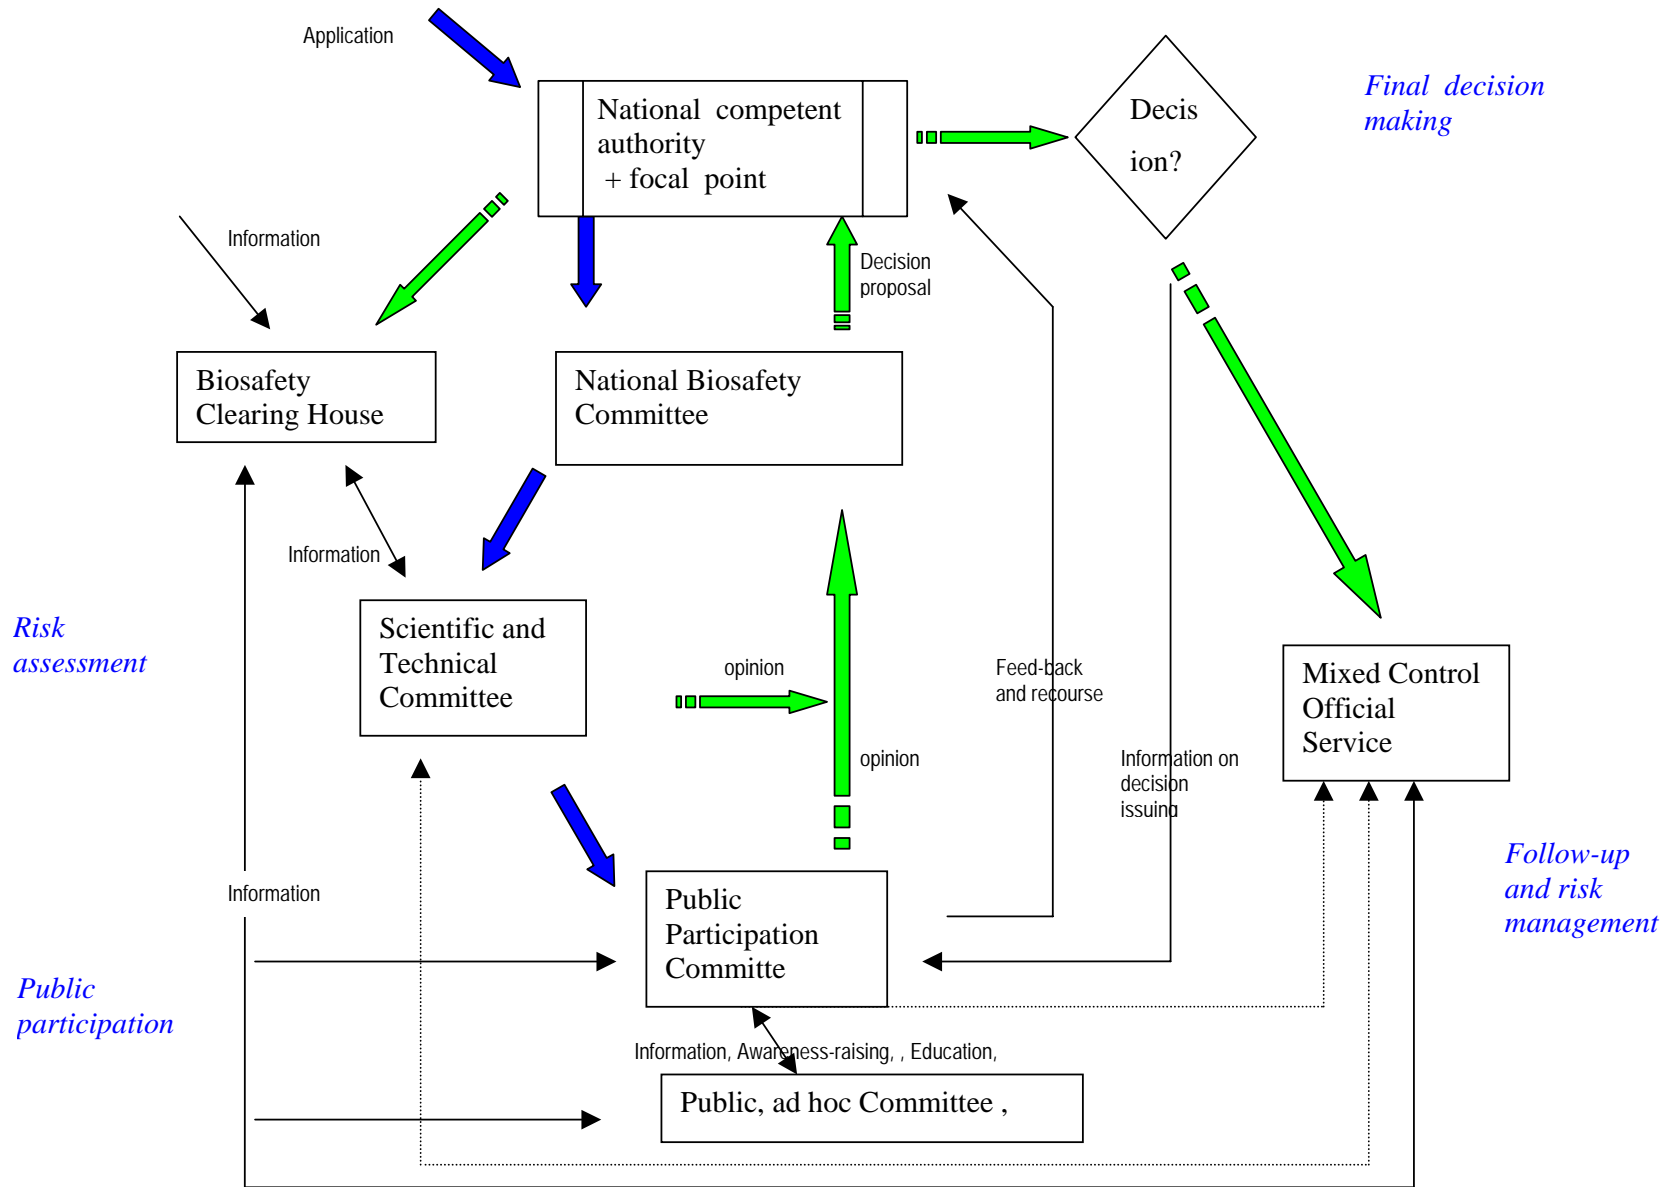 Application
National competent
authority
+ focal point
Decis
ion?
Final decision
making
Information
Decision
proposal
Biosafety
Clearing House
National Biosafety
Committee
Information
Risk
assessment
Scientific and
Technical
Committee
opinion
Feed-back
and recourse
Mixed Control
Official
Service
opinion
Information on
decision
issuing
Information
Public
Participation
Committe
Follow-up
and risk
management
Public
participation
Information, Awareness-raising, , Education,
Public, ad hoc Committee ,